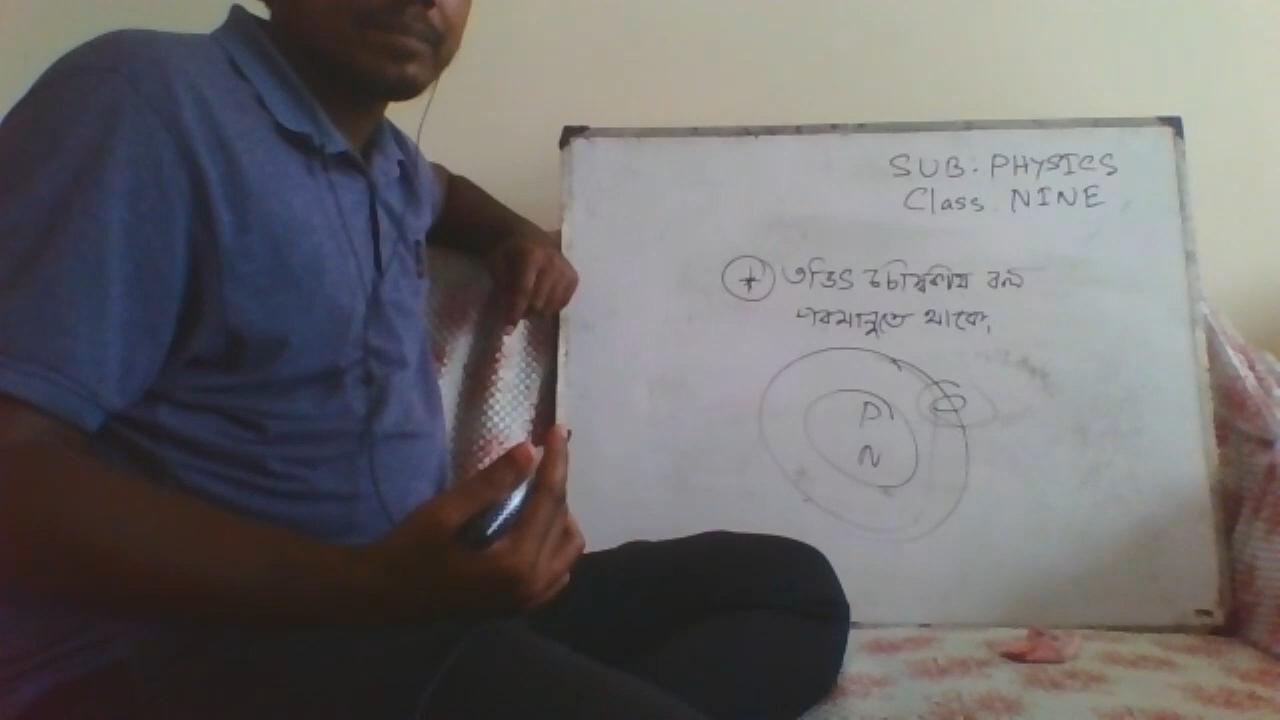 SUB. PHYSICS
Class NINE
+ তড়িৎ চৌম্বকীয় বল
পরমানুতে থাকে,
P
N